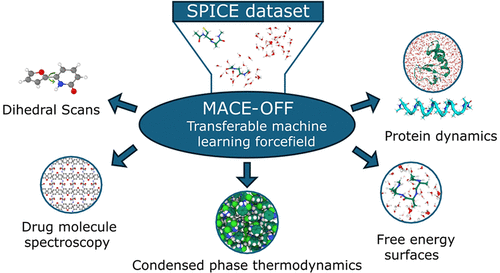 SPICE dataset
MACE-OFF
Transferable machine
learning forcefield
Dihedral Scans
Protein dynamics
Drug molecule
spectroscopy
Condensed phase thermodynamics
Free energy
surfaces